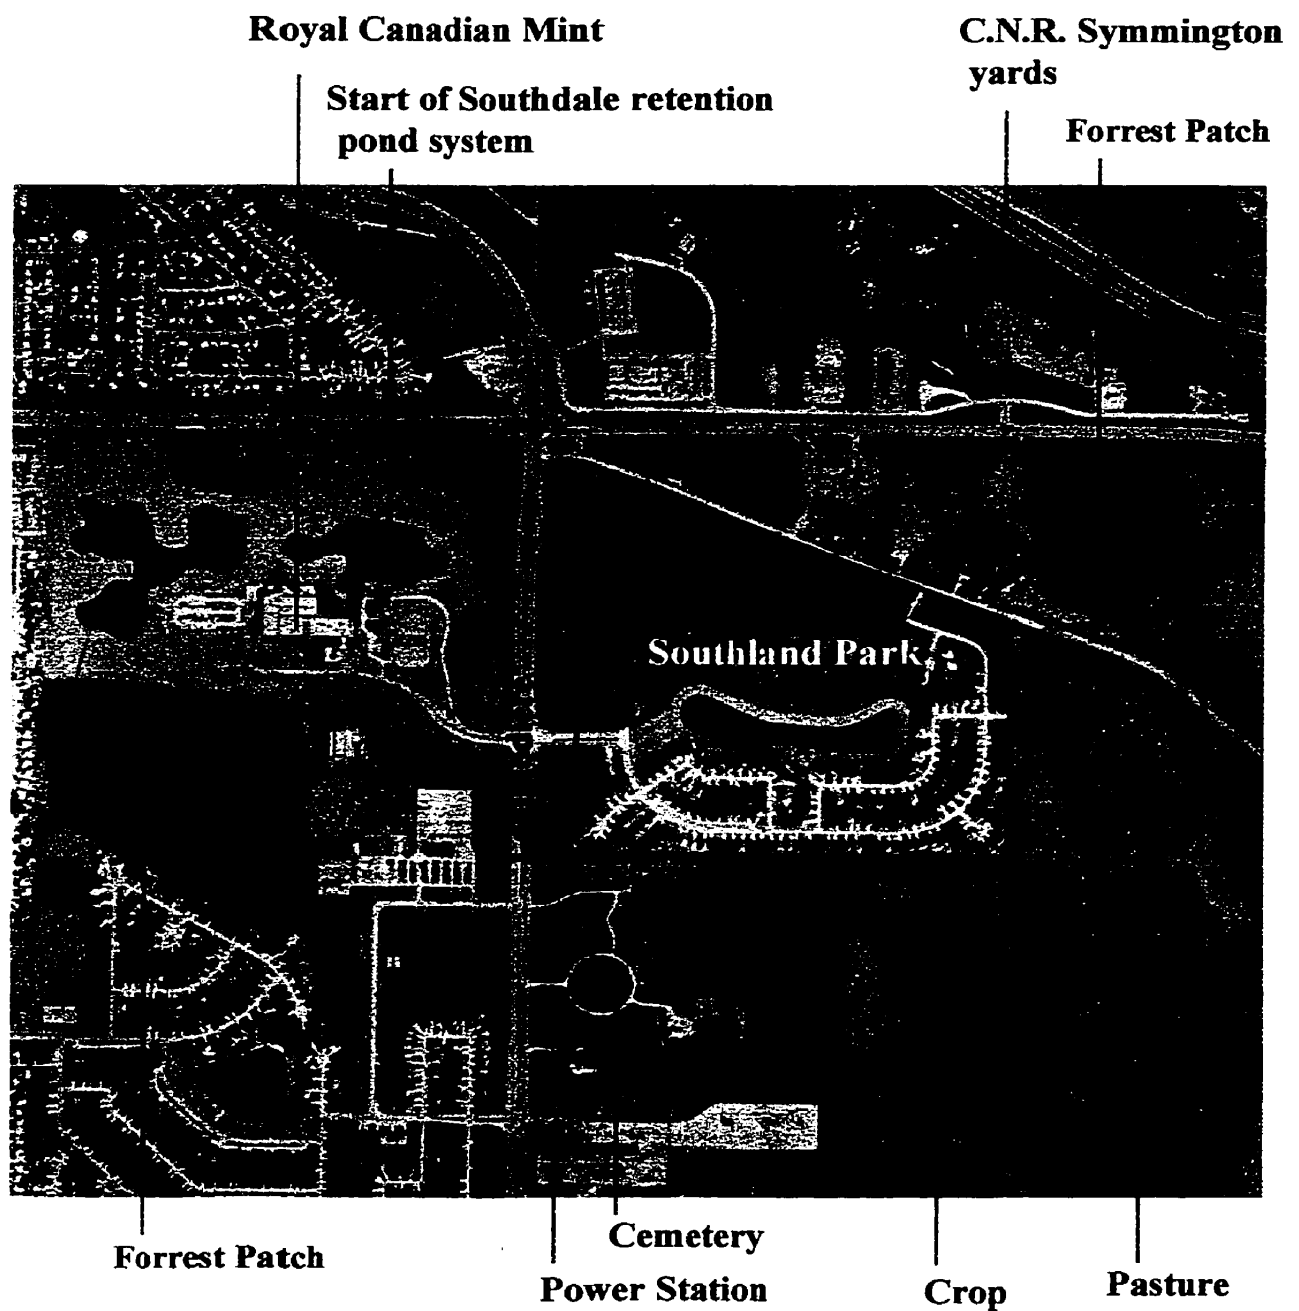 Royal Canadian Mint
C.N.R. Symmington
yards
Start of Southdale retention
pond system
Forrest Patch
Southland Park
Forrest Patch
Cemetery
Power Station
Crop
Pasture